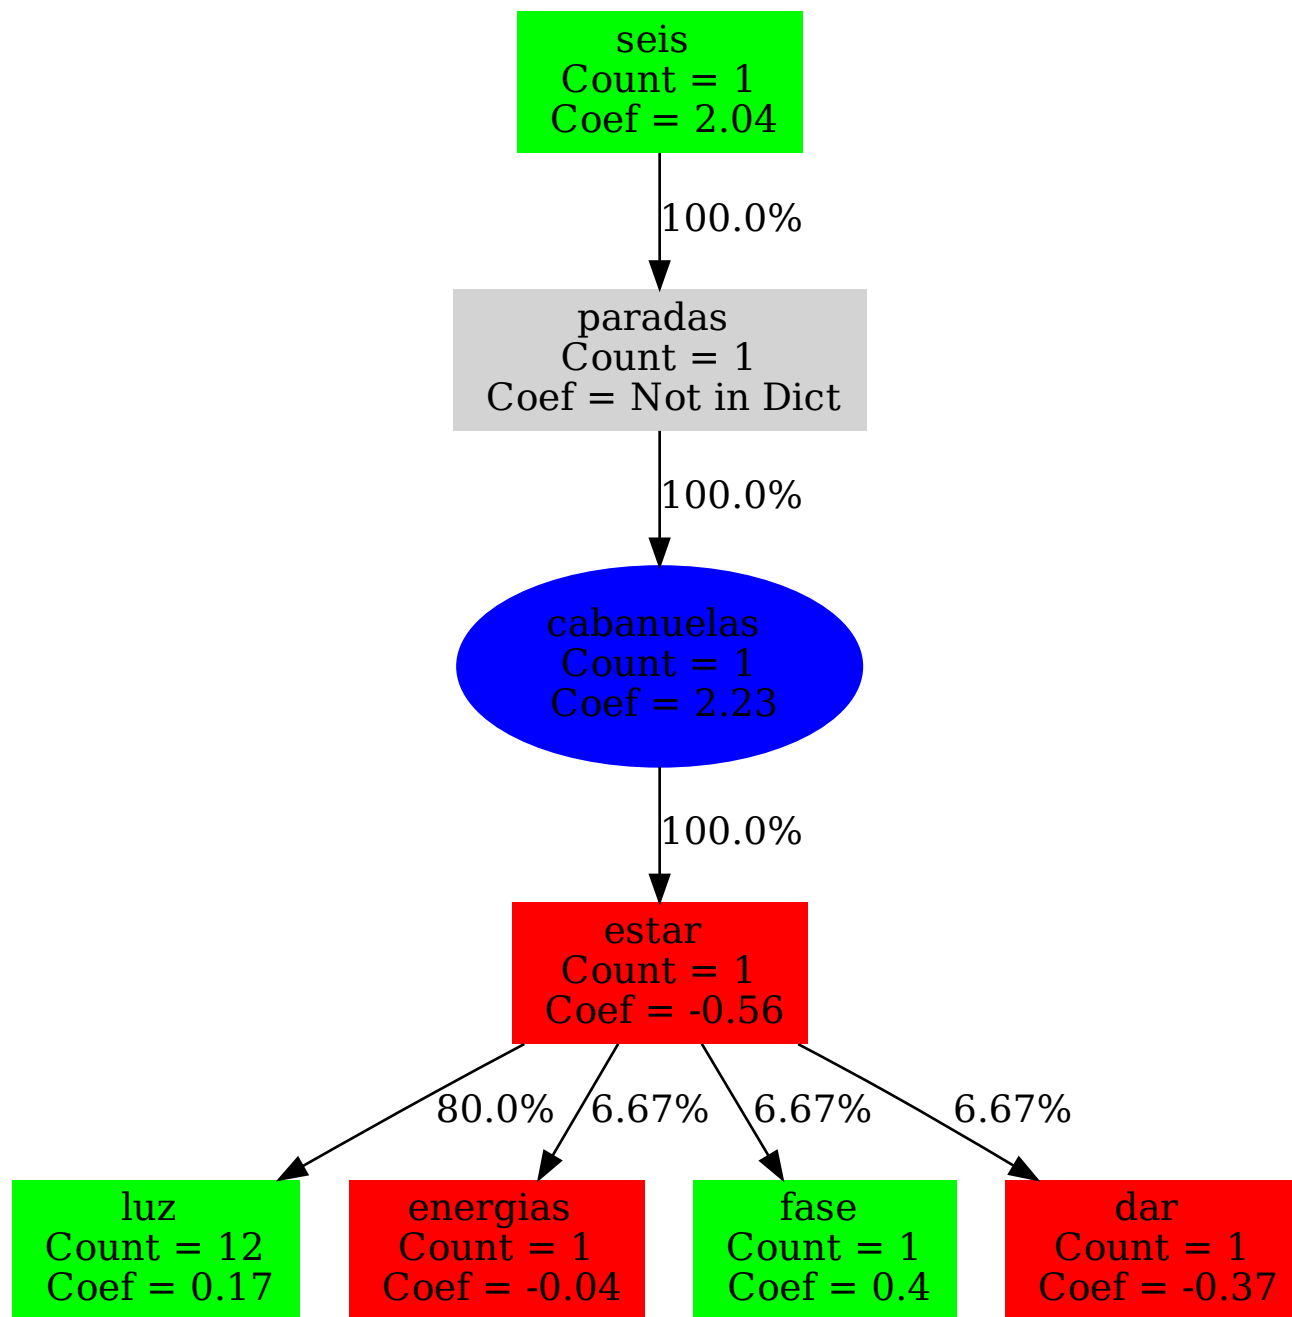 seis
Count = 1
Coef = 2.04
100.0%
paradas
Count = 1
Coef = Not in Dict
100.0%
cabanuelas
Count = 1
Coef = 2.23
100.0%
estar
Count = 1
Coef = -0.56
80.0%
6.67%
6.67%
6.67%
luz
Count = 12
Coef = 0.17
energias
Count = 1
Coef = -0.04
fase
Count = 1
Coef = 0.4
dar
Count = 1
Coef = -0.37